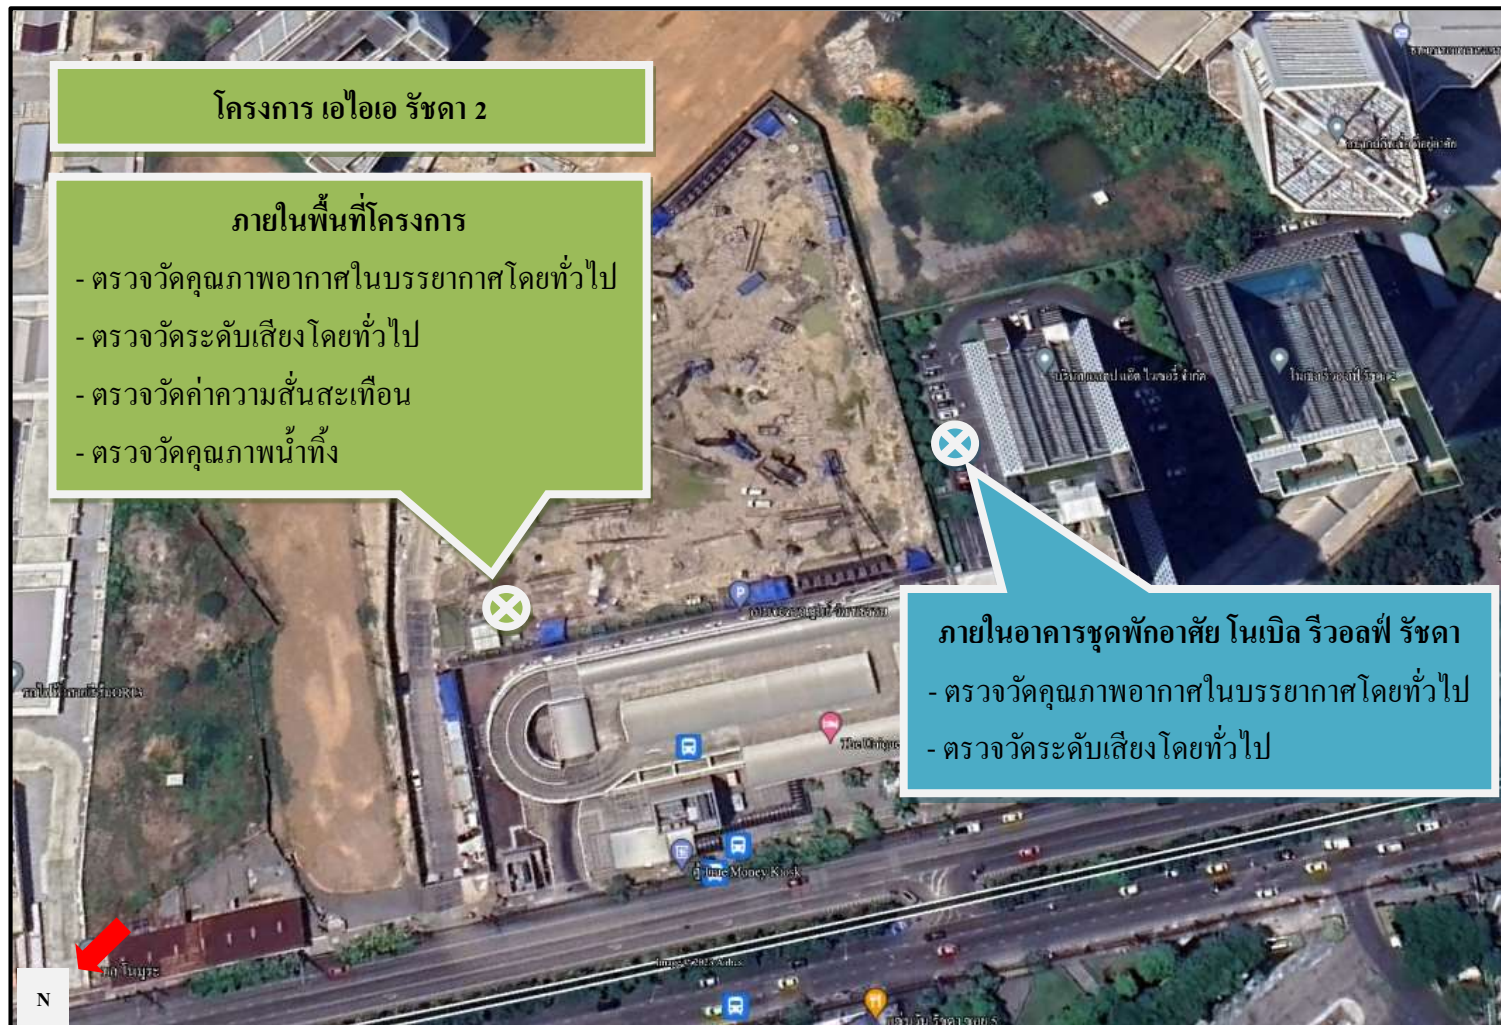 โครงการ เอไอเอ รัชดา 2
ภายในพื้นที่โครงการ
- ตรวจวัดคุณภาพอากาศในบรรยากาศโดยทั่วไป
- ตรวจวัดระดับเสียงโดยทั่วไป
- ตรวจวัดค่าความสั่นสะเทือน
- ตรวจวัดคุณภาพน้ำทิ้ง
ภายในอาคารชุดพักอาศัย โนเบิล รีวอลฟ์ รัชดา
- ตรวจวัดคุณภาพอากาศในบรรยากาศโดยทั่วไป
- ตรวจวัดระดับเสียงโดยทั่วไป
P
The Unique
True Money Kiosk
Image © 2023 Airbus
N